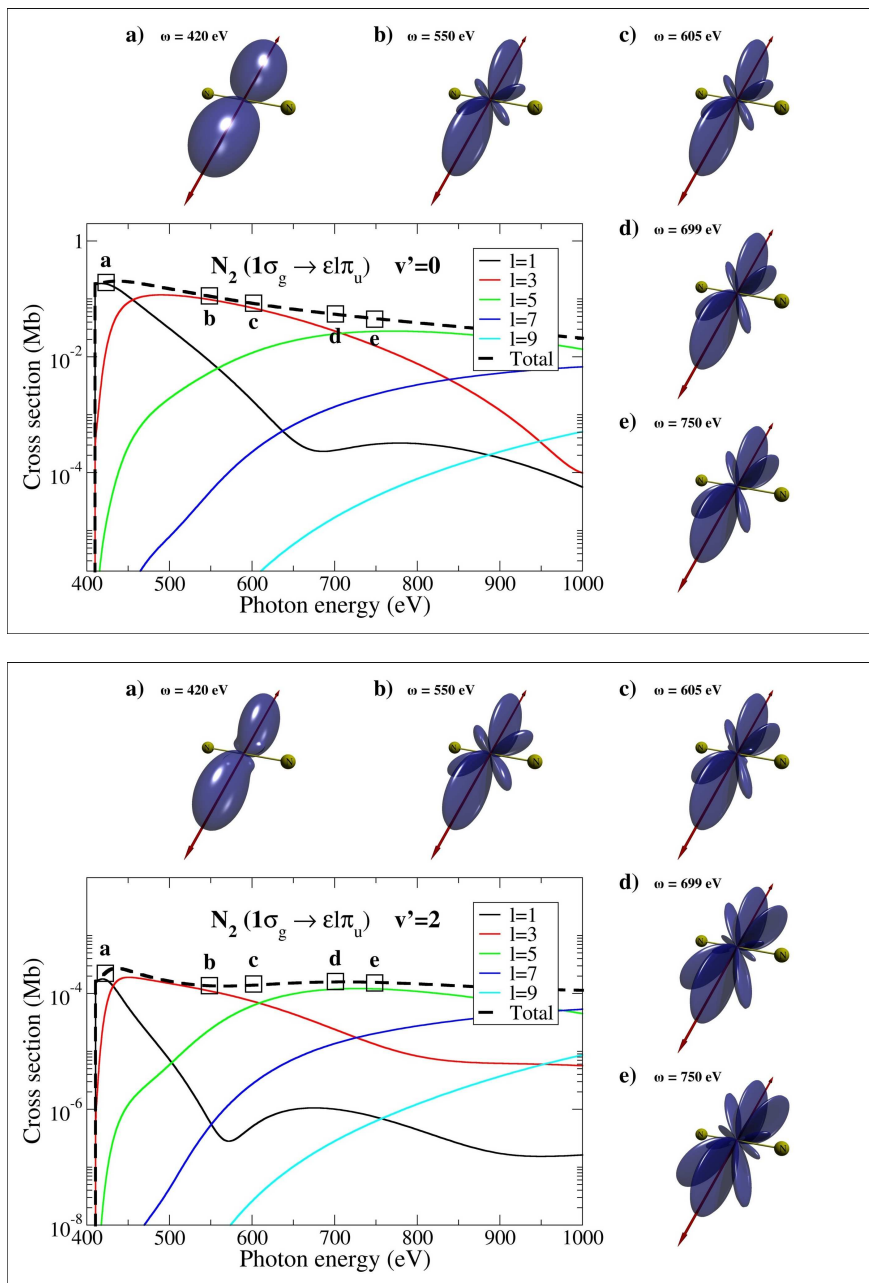 a) ω = 420 eV
b) ω = 550 eV
c) ω = 605 eV
N N
N N
N N
d) ω = 699 eV
N N
e) ω = 750 eV
N N
N₂ (1σg → εlπu) v'=0
a
b
c
d
e
l=1
l=3
l=5
l=7
l=9
Total
1
10⁻²
10⁻⁴
Cross section (Mb)
400 500 600 700 800 900 1000
Photon energy (eV)
a) ω = 420 eV
b) ω = 550 eV
c) ω = 605 eV
N N
N N
N N
d) ω = 699 eV
N N
e) ω = 750 eV
N N
N₂ (1σg → εlπu) v'=2
a
b
c
d
e
l=1
l=3
l=5
l=7
l=9
Total
10⁻⁴
10⁻⁶
10⁻⁸
Cross section (Mb)
400 500 600 700 800 900 1000
Photon energy (eV)